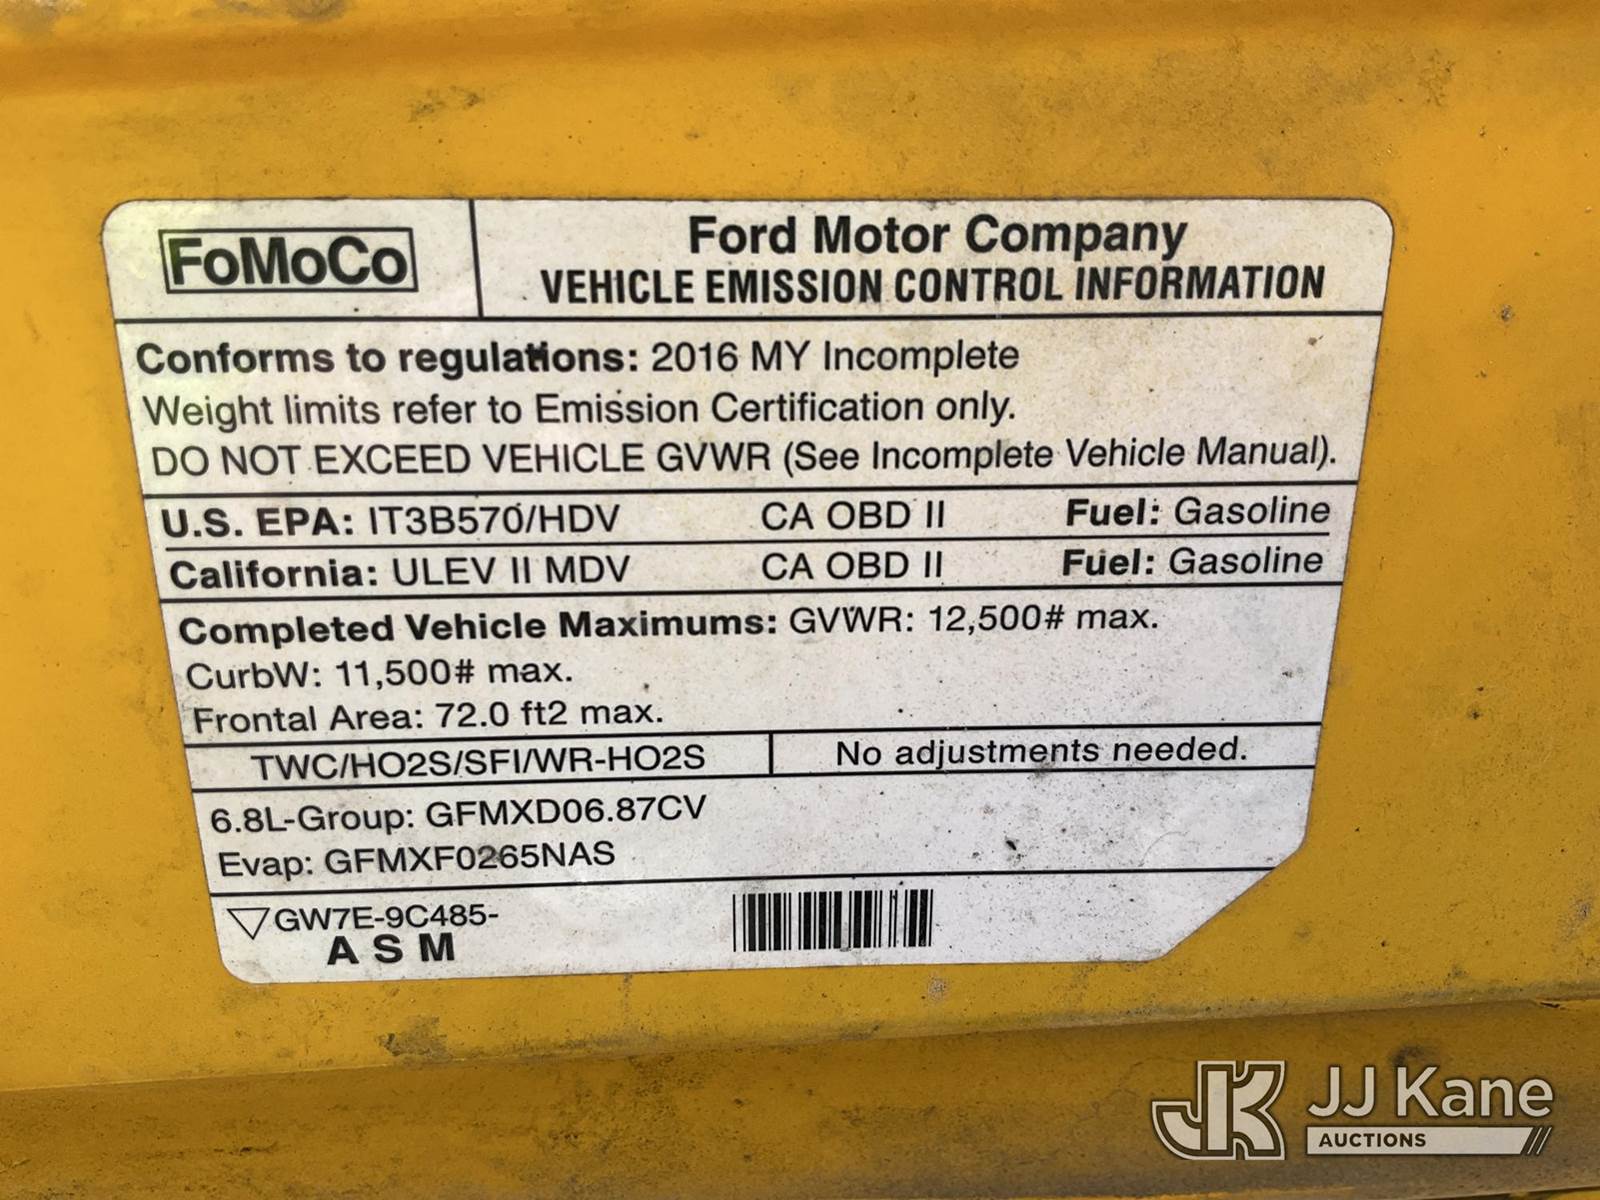 FoMoCo
Ford Motor Company
VEHICLE EMISSION CONTROL INFORMATION
Conforms to regulations: 2016 MY Incomplete
Weight limits refer to Emission Certification only.
DO NOT EXCEED VEHICLE GVWR (See Incomplete Vehicle Manual).
U.S. EPA: IT3B570/HDV CA OBD II Fuel: Gasoline
California: ULEV II MDV CA OBD II Fuel: Gasoline
Completed Vehicle Maximums: GVWR: 12,500# max.
CurbW: 11,500# max.
Frontal Area: 72.0 ft2 max.
TWC/HO2S/SFI/WR-HO2S No adjustments needed.
6.8L-Group: GFMXD06.87CV
Evap: GFMXF0265NAS
GW7E-9C485-
A S M
JK JJ Kane
AUCTIONS